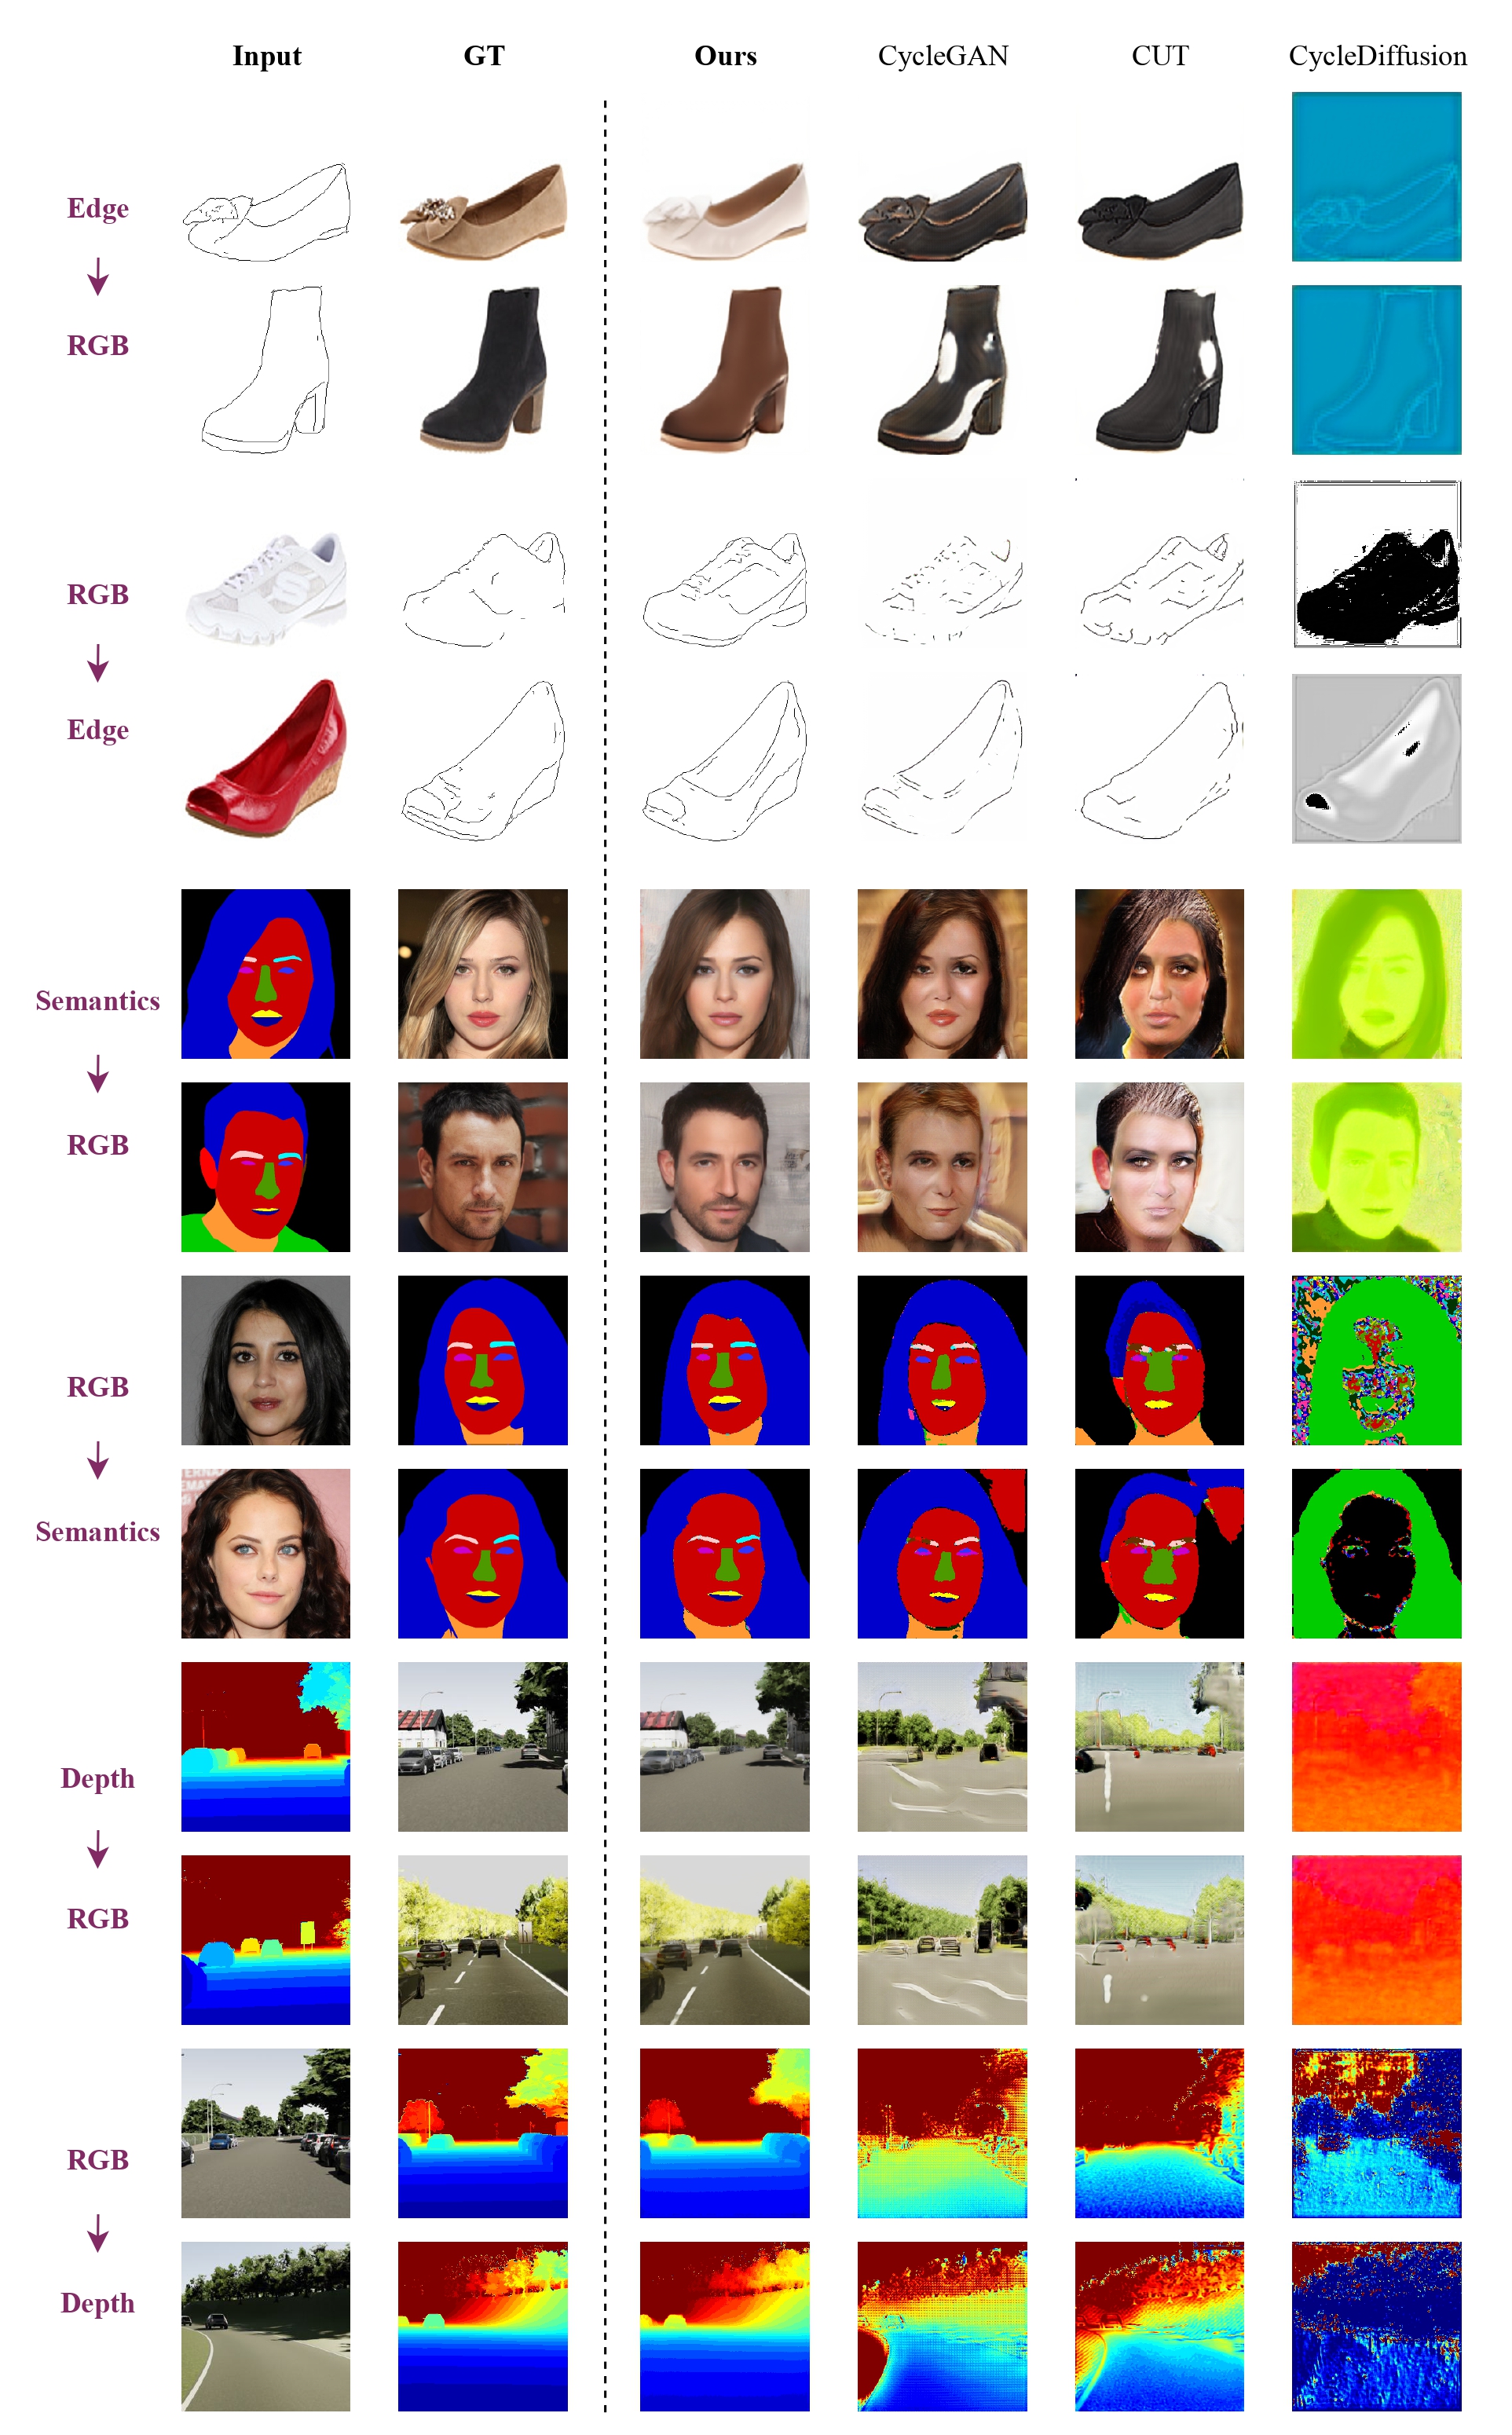 Input GT Ours CycleGAN CUT CycleDiffusion
Edge
RGB
RGB
Edge
Semantics
RGB
RGB
Semantics
Depth
RGB
RGB
Depth